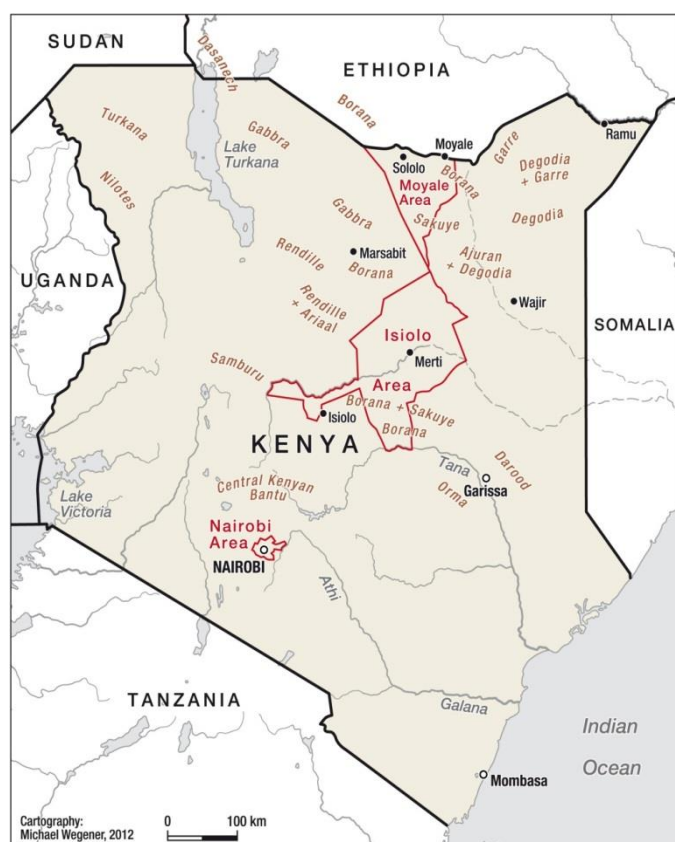 SUDAN
ETHIOPIA
Dasanech
Borana
Turkana
Gabbra
Lake
Turkana
Nilotes
Ramu
Moyale
Sololo
Garre
Borana
Degodia
+ Garre
Moyale
Area
Gabbra
Sakuye
Degodia
Rendille
Marsabit
Borana
Ajuran
+ Degodia
UGANDA
Rendille
+ Ariaal
Wajir
SOMALIA
Isiolo
Area
Merti
Samburu
Borana + Sakuye
Isiolo
Borana
KENYA
Tana
Darood
Garissa
Orma
Central Kenyan
Bantu
Lake
Victoria
Nairobi
Area
NAIROBI
Athi
TANZANIA
Galana
Indian
Ocean
Mombasa
Cartography:
Michael Wegener, 2012
0 100 km